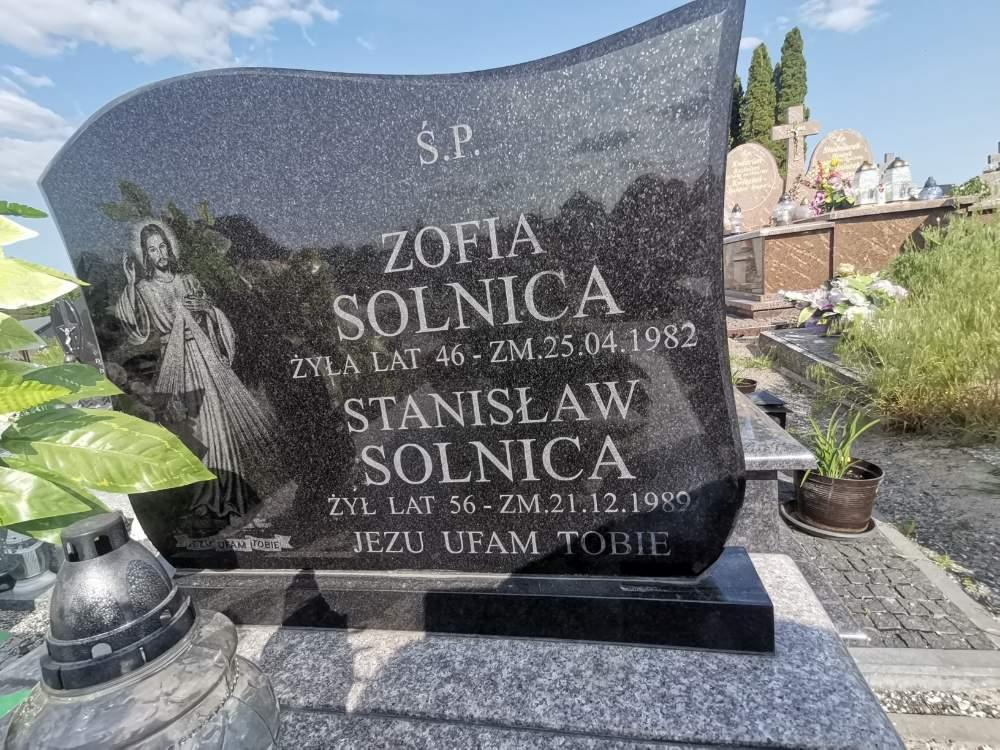 Ś.P.
ZOFIA
SOLNICA
ŻYŁA LAT 46 - ZM.25.04.1982
STANISŁAW
SOLNICA
ŻYŁ LAT 56 - ZM.21.12.1989
JEZU UFAM TOBIE
JEZU UFAM TOBIE